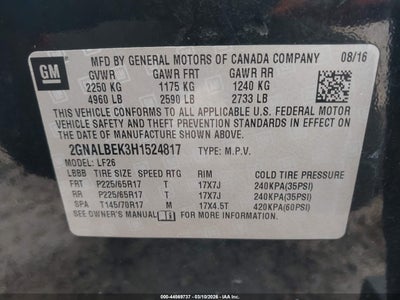 GM
MFD BY GENERAL MOTORS OF CANADA COMPANY 08/16
GVWR GAWR FRT GAWR RR
2250 KG 1175 KG 1240 KG
4960 LB 2590 LB 2733 LB
THIS VEHICLE CONFORMS TO ALL APPLICABLE U.S. FEDERAL MOTOR
VEHICLE SAFETY AND THEFT PREVENTION STANDARDS IN EFFECT
ON THE DATE OF MANUFACTURE SHOWN ABOVE.
2GNALBEK3H1524817 TYPE: M.P.V.
MODEL: LF26
LBBB TIRE SIZE SPEED RTG RIM COLD TIRE PRESSURE
FRT P225/65R17 T 17X7J 240KPA(35PSI)
RR P225/65R17 T 17X7J 240KPA(35PSI)
SPA T145/70R17 M 17X4.5T 420KPA(60PSI)
SEE OWNER'S MANUAL FOR MORE INFORMATION.
*** 44069737 - 03/10/2026 - IAA ***